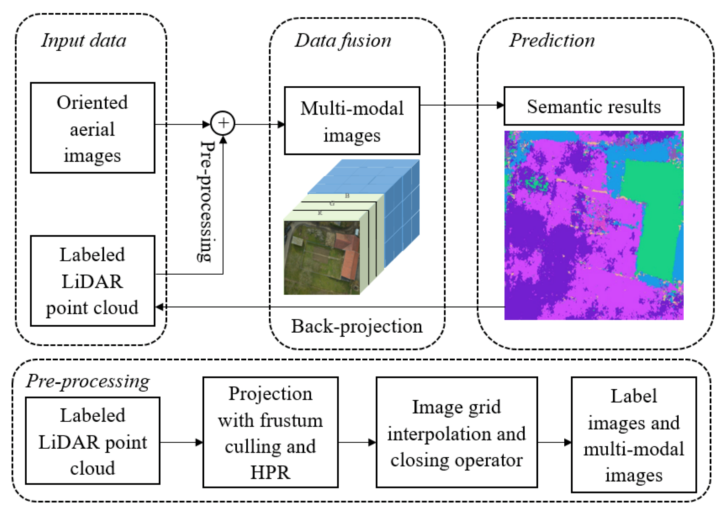 Input data
Data fusion
Prediction
Oriented
aerial
images
+
Multi-modal
images
Semantic results
Pre-processing
B
G
R
Labeled
LiDAR
point cloud
Back-projection
Pre-processing
Labeled
LiDAR point
cloud
Projection
with frustum
culling and
HPR
Image grid
interpolation and
closing operator
Label
images and
multi-modal
images